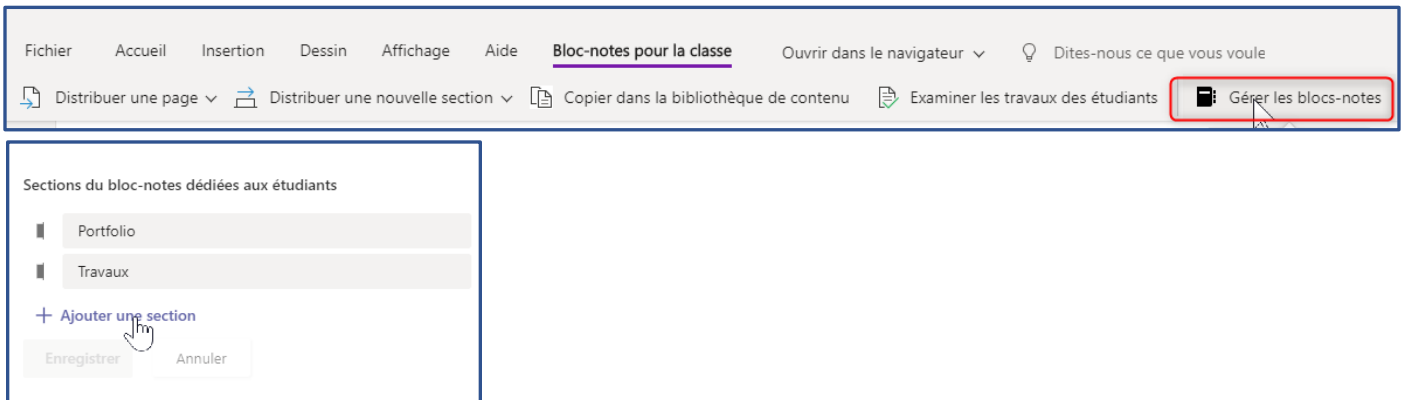 Fichier Accueil Insertion Dessin Affichage Aide Bloc-notes pour la classe Ouvrir dans le navigateur Dites-nous ce que vous voule
Distribuer une page Distribuer une nouvelle section Copier dans la bibliothèque de contenu Examiner les travaux des étudiants Gérer les blocs-notes
Sections du bloc-notes dédiées aux étudiants
Portfolio
Travaux
+ Ajouter une section
Enregistrer Annuler